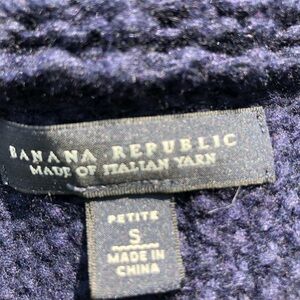 BANANA REPUBLIC
MADE OF ITALIAN YARN
PETITE
S
MADE IN
CHINA